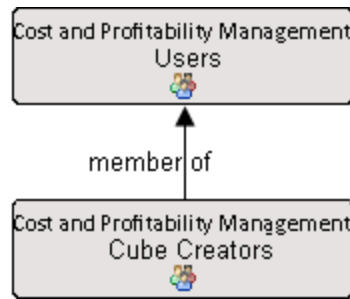 Cost and Profitability Management
Users
member of
Cost and Profitability Management
Cube Creators